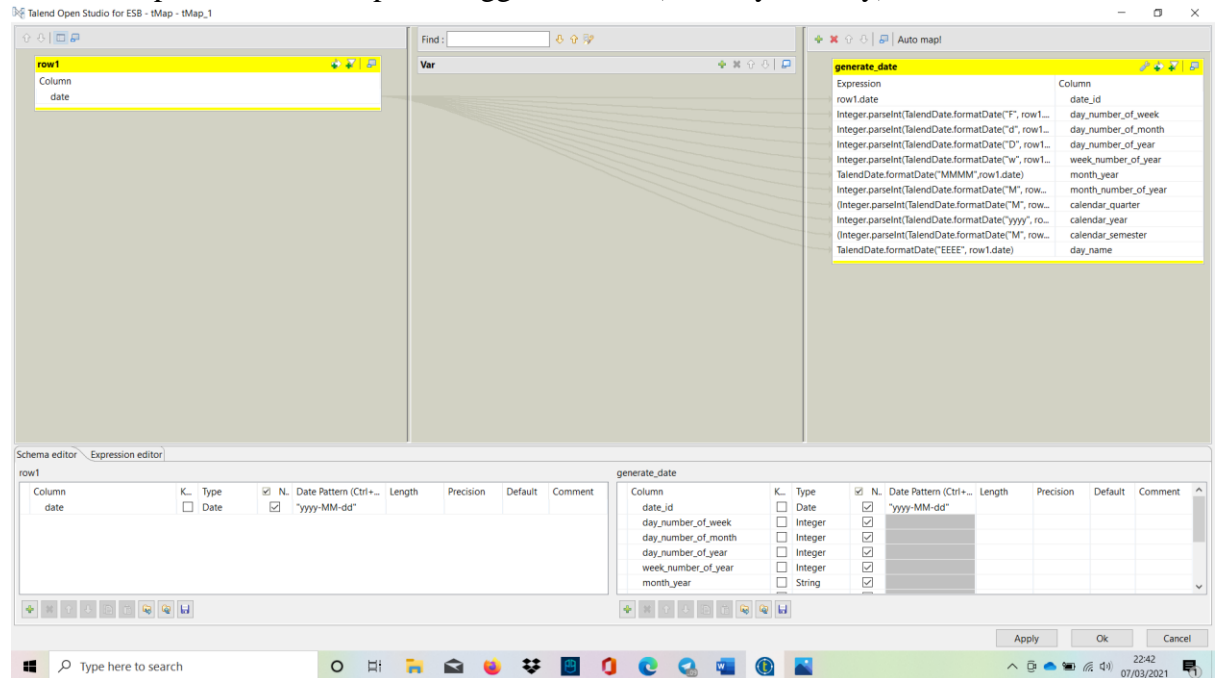 Talend Open Studio for ESB - tMap - tMap_1
Find :
Auto map!
row1
Column
date
Var
generate_date
Expression Column
row1.date date_id
Integer.parseInt(TalendDate.formatDate("F", row1.... day_number_of_week
Integer.parseInt(TalendDate.formatDate("d", row1... day_number_of_month
Integer.parseInt(TalendDate.formatDate("D", row1... day_number_of_year
Integer.parseInt(TalendDate.formatDate("w", row1... week_number_of_year
TalendDate.formatDate("MMMM",row1.date) month_year
Integer.parseInt(TalendDate.formatDate("M", row... month_number_of_year
(Integer.parseInt(TalendDate.formatDate("M", row... calendar_quarter
Integer.parseInt(TalendDate.formatDate("yyyy", ro... calendar_year
(Integer.parseInt(TalendDate.formatDate("M", row... calendar_semester
TalendDate.formatDate("EEEE", row1.date) day_name
Schema editor Expression editor
row1
Column K... Type N.. Date Pattern (Ctrl+... Length Precision Default Comment
date Date "yyyy-MM-dd"
generate_date
Column K... Type N.. Date Pattern (Ctrl+... Length Precision Default Comment
date_id Date "yyyy-MM-dd"
day_number_of_week Integer
day_number_of_month Integer
day_number_of_year Integer
week_number_of_year Integer
month_year String
Apply Ok Cancel
Type here to search
22:42
07/03/2021